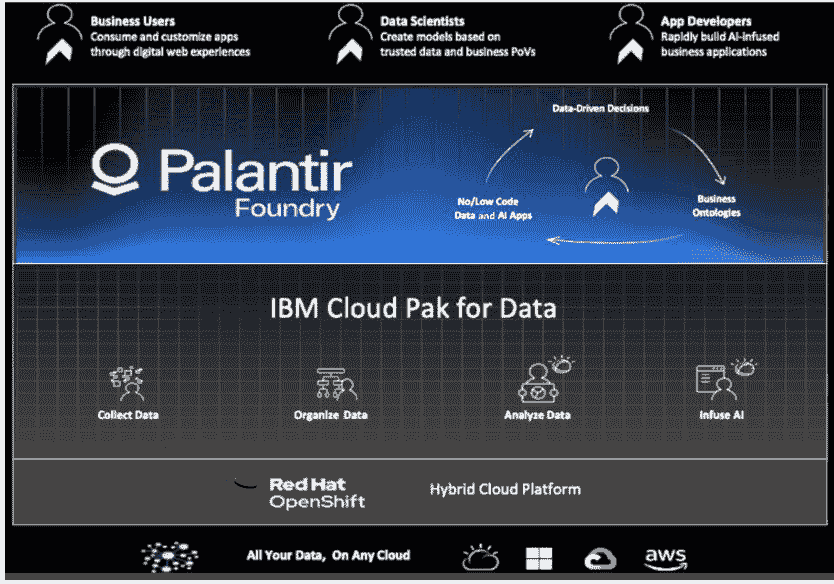 Business Users
Consume and customize apps
through digital web experiences
Data Scientists
Create models based on
trusted data and business PoVs
App Developers
Rapidly build AI-infused
business applications
Palantir
Foundry
Data-Driven Decisions
Business
Ontologies
No/Low Code
Data and AI Apps
IBM Cloud Pak for Data
Collect Data
Organize Data
Analyze Data
Infuse AI
Red Hat
OpenShift
Hybrid Cloud Platform
All Your Data, On Any Cloud
aws